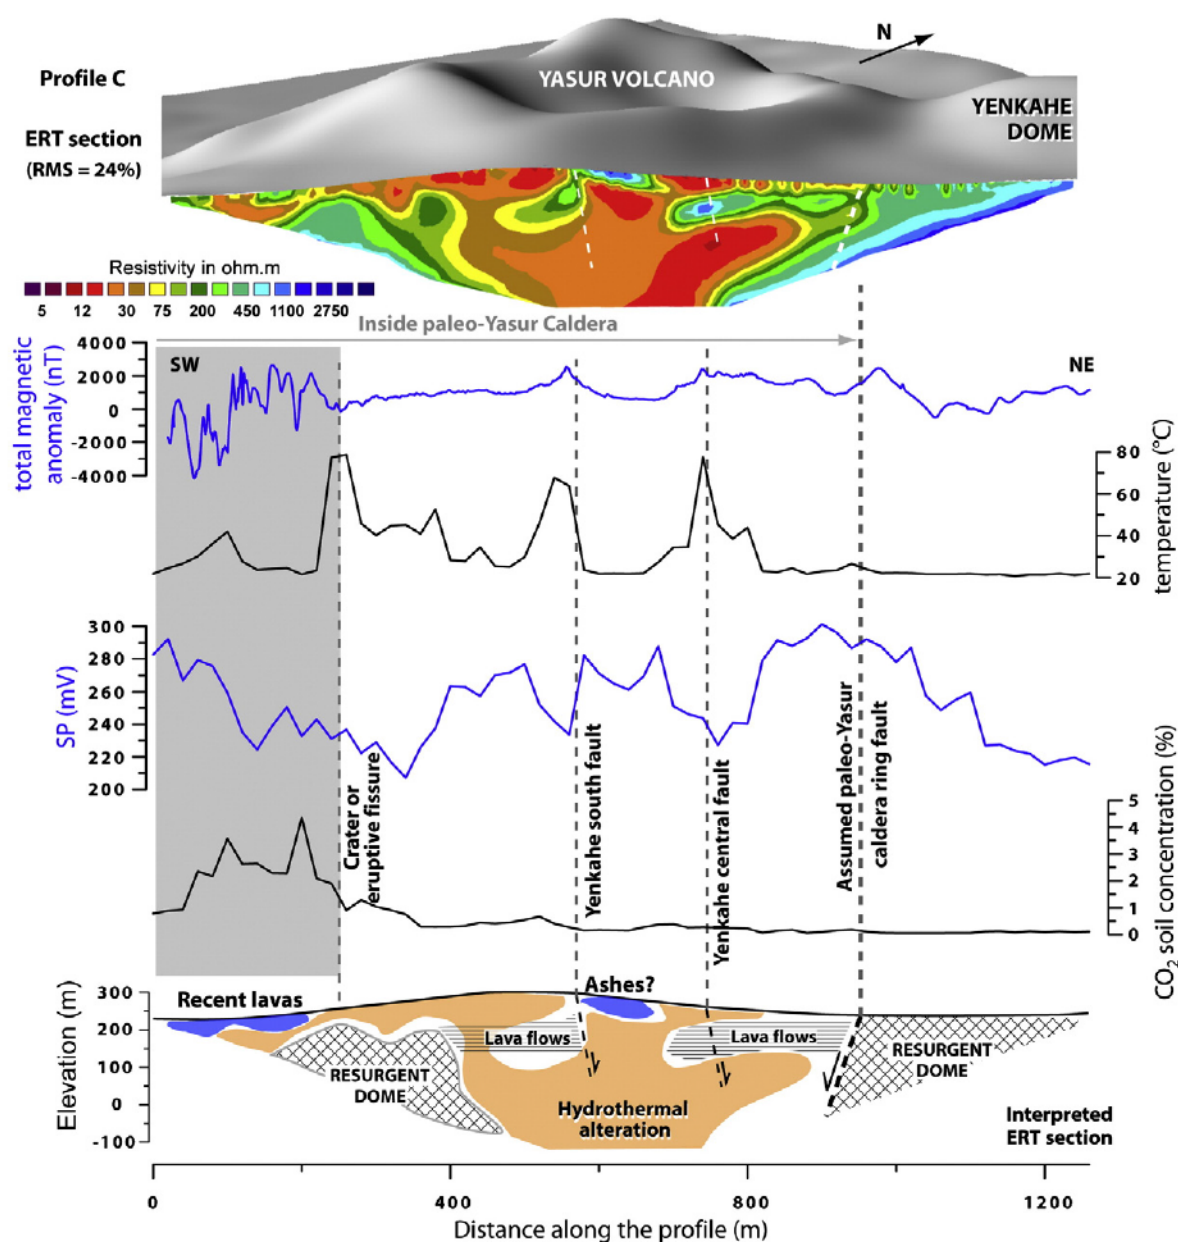 N
Profile C
YASUR VOLCANO
YENKAHE
DOME
ERT section
(RMS = 24%)
Resistivity in ohm.m
5 12 30 75 200 450 1100 2750
Inside paleo-Yasur Caldera
SW
NE
total magnetic
anomaly (nT)
4000
2000
0
-2000
-4000
temperature (°C)
80
60
40
20
SP (mV)
300
280
260
240
220
200
Crater or
eruptive fissure
Yenkahe south fault
Yenkahe central fault
Assumed paleo-Yasur
caldera ring fault
CO2 soil concentration (%)
5
4
3
2
1
0
Elevation (m)
300
200
100
0
-100
Recent lavas
Ashes?
Lava flows
Lava flows
RESURGENT
DOME
RESURGENT
DOME
Hydrothermal
alteration
Interpreted
ERT section
0 400 800 1200
Distance along the profile (m)